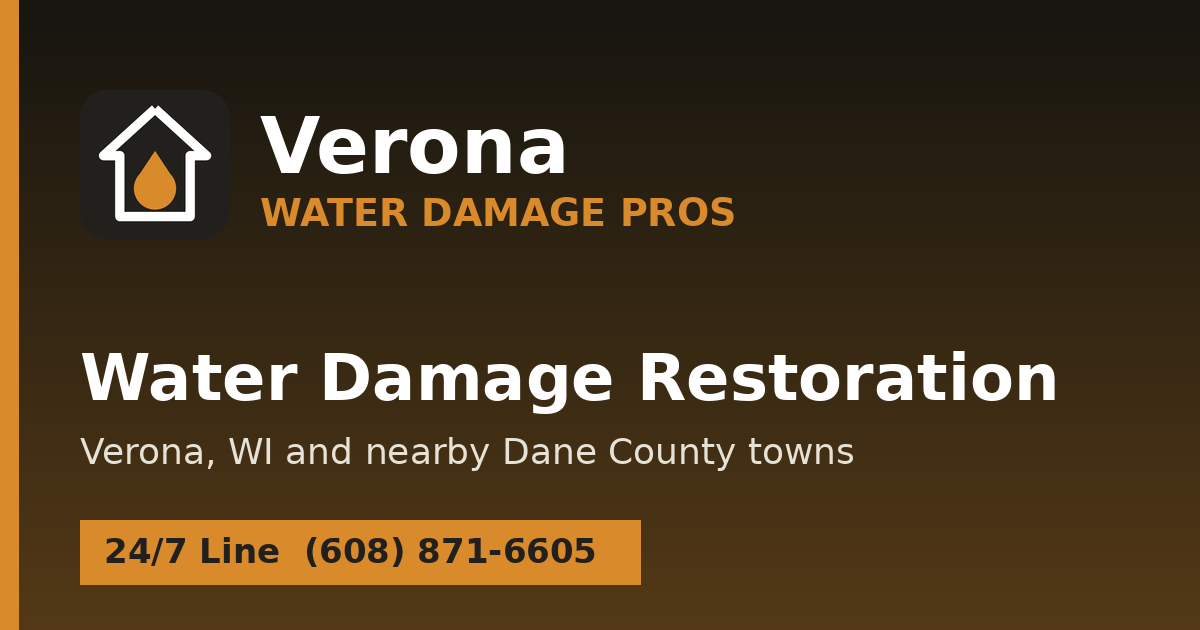 Verona
WATER DAMAGE PROS
Water Damage Restoration
Verona, WI and nearby Dane County towns
24/7 Line (608) 871-6605